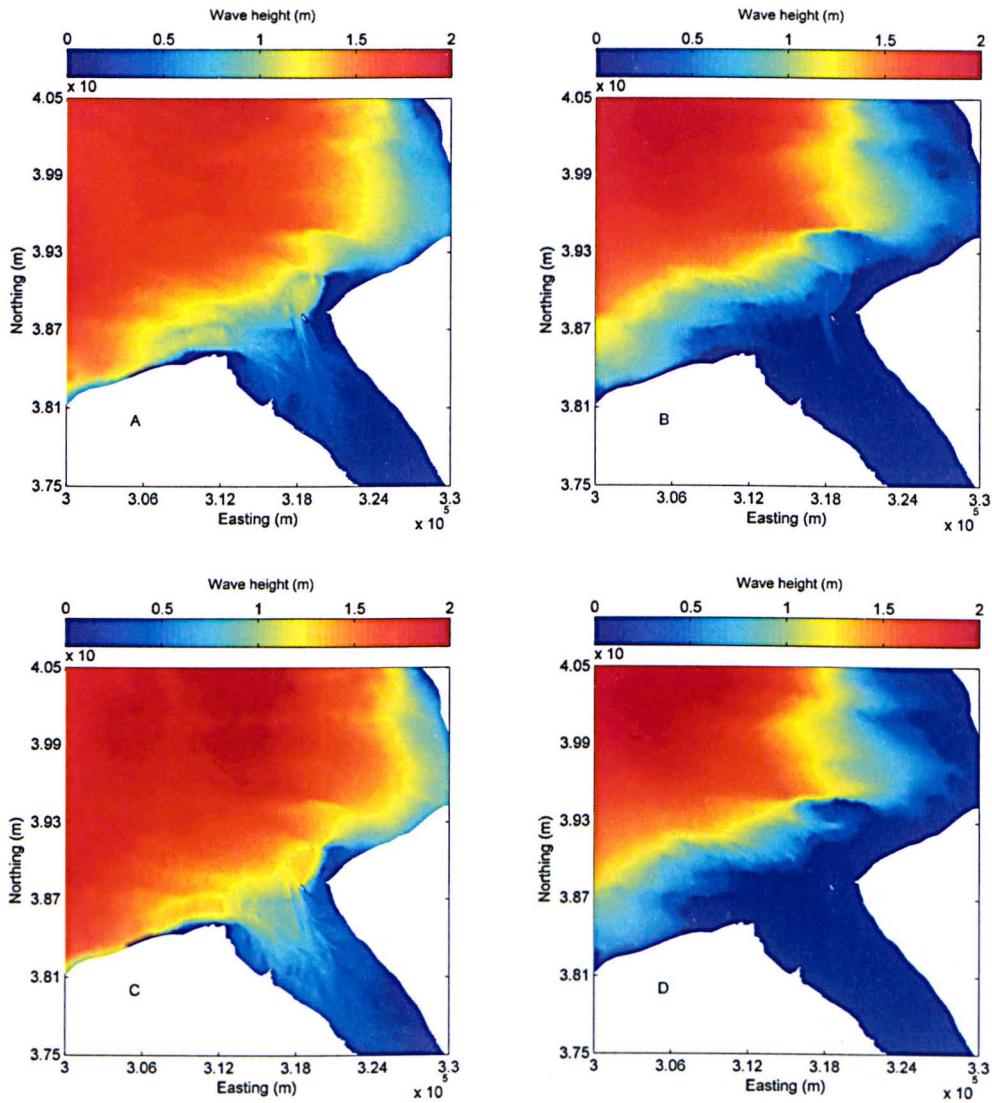 Wave height (m)
0 0.5 1 1.5 2
x 10
4.05
3.99
3.93
3.87
3.81
3.75
Northing (m)
A
3 3.06 3.12 3.18 3.24 3.3
Easting (m)
x 10 5
Wave height (m)
0 0.5 1 1.5 2
x 10
4.05
3.99
3.93
3.87
3.81
3.75
Northing (m)
B
3 3.06 3.12 3.18 3.24 3.3
Easting (m)
x 10 5
Wave height (m)
0 0.5 1 1.5 2
x 10
4.05
3.99
3.93
3.87
3.81
3.75
Northing (m)
C
3 3.06 3.12 3.18 3.24 3.3
Easting (m)
x 10 5
Wave height (m)
0 0.5 1 1.5 2
x 10
4.05
3.99
3.93
3.87
3.81
3.75
Northing (m)
D
3 3.06 3.12 3.18 3.24 3.3
Easting (m)
x 10 5